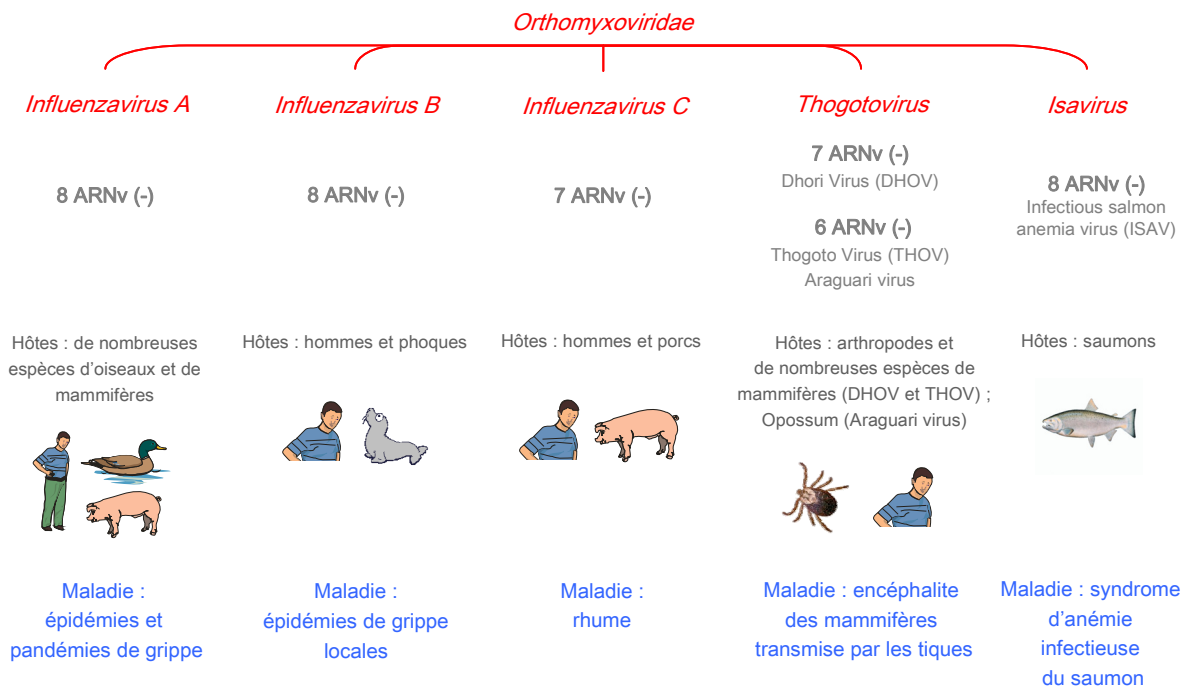 Orthomyxoviridae
Influenzavirus A
Influenzavirus B
Influenzavirus C
Thogotovirus
Isavirus
8 ARNv (-)
8 ARNv (-)
7 ARNv (-)
7 ARNv (-)
Dhori Virus (DHOV)
6 ARNv (-)
Thogoto Virus (THOV)
Araguari virus
8 ARNv (-)
Infectious salmon
anemia virus (ISAV)
Hôtes : de nombreuses
espèces d'oiseaux et de
mammifères
Hôtes : hommes et phoques
Hôtes : hommes et porcs
Hôtes : arthropodes et
de nombreuses espèces de
mammifères (DHOV et THOV) ;
Opossum (Araguari virus)
Hôtes : saumons
Maladie :
épidémies et
pandémies de grippe
Maladie :
épidémies de grippe
locales
Maladie :
rhume
Maladie : encéphalite
des mammifères
transmise par les tiques
Maladie : syndrome
d'anémie
infectieuse
du saumon